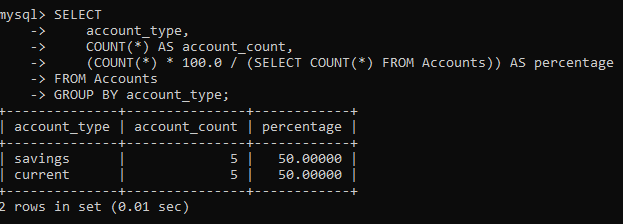 mysql> SELECT
    ->     account_type,
    ->     COUNT(*) AS account_count,
    ->     (COUNT(*) * 100.0 / (SELECT COUNT(*) FROM Accounts)) AS percentage
    -> FROM Accounts
    -> GROUP BY account_type;
+--------------+---------------+------------+
| account_type | account_count | percentage |
+--------------+---------------+------------+
| savings      |             5 |   50.00000 |
| current      |             5 |   50.00000 |
+--------------+---------------+------------+
2 rows in set (0.01 sec)